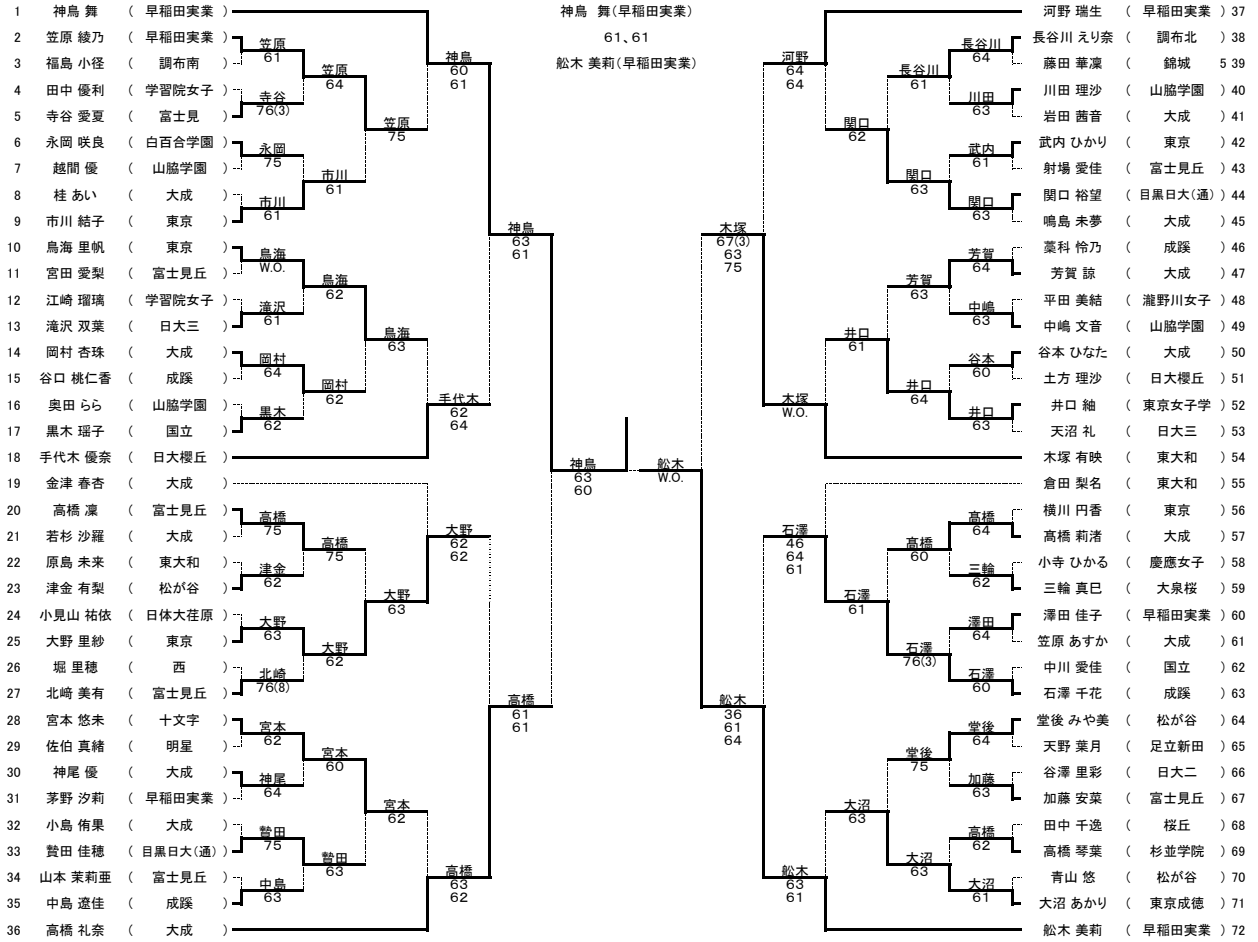 神鳥 舞(早稲田実業)
61、61
舩木 美莉(早稲田実業)
1 神鳥 舞 ( 早稲田実業 )
2 笠原 綾乃 ( 早稲田実業 )
3 福島 小径 ( 調布南 )
4 田中 優利 ( 学習院女子 )
5 寺谷 愛夏 ( 富士見 )
6 永岡 咲良 ( 白百合学園 )
7 越間 優 ( 山脇学園 )
8 桂 あい ( 大成 )
9 市川 結子 ( 東京 )
10 鳥海 里帆 ( 東京 )
11 宮田 愛梨 ( 富士見丘 )
12 江崎 瑠璃 ( 学習院女子 )
13 滝沢 双葉 ( 日大三 )
14 岡村 杏珠 ( 大成 )
15 谷口 桃仁香 ( 成蹊 )
16 奥田 らら ( 山脇学園 )
17 黒木 瑶子 ( 国立 )
18 手代木 優奈 ( 日大櫻丘 )
19 金津 春杏 ( 大成 )
20 高橋 凜 ( 富士見丘 )
21 若杉 沙羅 ( 大成 )
22 原島 未来 ( 東大和 )
23 津金 有梨 ( 松が谷 )
24 小見山 祐依 ( 日体大荏原 )
25 大野 里紗 ( 東京 )
26 堀 里穂 ( 西 )
27 北﨑 美有 ( 富士見丘 )
28 宮本 悠未 ( 十文字 )
29 佐伯 真緒 ( 明星 )
30 神尾 優 ( 大成 )
31 茅野 汐莉 ( 早稲田実業 )
32 小島 侑果 ( 大成 )
33 贄田 佳穂 ( 目黒日大(通) )
34 山本 茉莉亜 ( 富士見丘 )
35 中島 遼佳 ( 成蹊 )
36 高橋 礼奈 ( 大成 )
笠原
61
寺谷
76(3)
永岡
75
市川
61
鳥海
W.O.
滝沢
61
岡村
64
黒木
62
高橋
75
津金
62
大野
63
北崎
76(8)
宮本
62
神尾
64
贄田
75
中島
63
笠原
64
市川
61
鳥海
62
岡村
62
高橋
75
大野
62
宮本
60
贄田
63
笠原
75
鳥海
63
大野
63
宮本
62
神鳥
60
61
手代木
62
64
大野
62
62
高橋
63
62
神鳥
63
61
高橋
61
61
神鳥
63
60
舩木
W.O.
木塚
67(3)
63
75
舩木
36
61
64
河野
64
64
木塚
W.O.
石澤
46
64
61
舩木
63
61
関口
62
井口
61
石澤
61
大沼
63
長谷川
61
関口
63
芳賀
63
井口
64
髙橋
60
石澤
76(3)
堂後
75
大沼
63
長谷川
64
川田
63
武内
61
関口
63
芳賀
64
中嶋
63
谷本
60
井口
63
髙橋
64
三輪
62
澤田
64
石澤
60
堂後
64
加藤
63
高橋
62
大沼
61
河野 瑞生 ( 早稲田実業 ) 37
長谷川 えり奈 ( 調布北 ) 38
藤田 華凜 ( 錦城 5 39
川田 理沙 ( 山脇学園 ) 40
岩田 茜音 ( 大成 ) 41
武内 ひかり ( 東京 ) 42
射場 愛佳 ( 富士見丘 ) 43
関口 裕望 ( 目黒日大(通) ) 44
鳴島 未夢 ( 大成 ) 45
藁科 怜乃 ( 成蹊 ) 46
芳賀 諒 ( 大成 ) 47
平田 美結 ( 瀧野川女子 ) 48
中嶋 文音 ( 山脇学園 ) 49
谷本 ひなた ( 大成 ) 50
土方 理沙 ( 日大櫻丘 ) 51
井口 紬 ( 東京女子学 ) 52
天沼 礼 ( 日大三 ) 53
木塚 有映 ( 東大和 ) 54
倉田 梨名 ( 東大和 ) 55
横川 円香 ( 東京 ) 56
髙橋 莉渚 ( 大成 ) 57
小寺 ひかる ( 慶應女子 ) 58
三輪 真巳 ( 大泉桜 ) 59
澤田 佳子 ( 早稲田実業 ) 60
笠原 あすか ( 大成 ) 61
中川 愛佳 ( 国立 ) 62
石澤 千花 ( 成蹊 ) 63
堂後 みや美 ( 松が谷 ) 64
天野 葉月 ( 足立新田 ) 65
谷澤 里彩 ( 日大二 ) 66
加藤 安菜 ( 富士見丘 ) 67
田中 千逸 ( 桜丘 ) 68
高橋 琴葉 ( 杉並学院 ) 69
青山 悠 ( 松が谷 ) 70
大沼 あかり ( 東京成徳 ) 71
舩木 美莉 ( 早稲田実業 ) 72